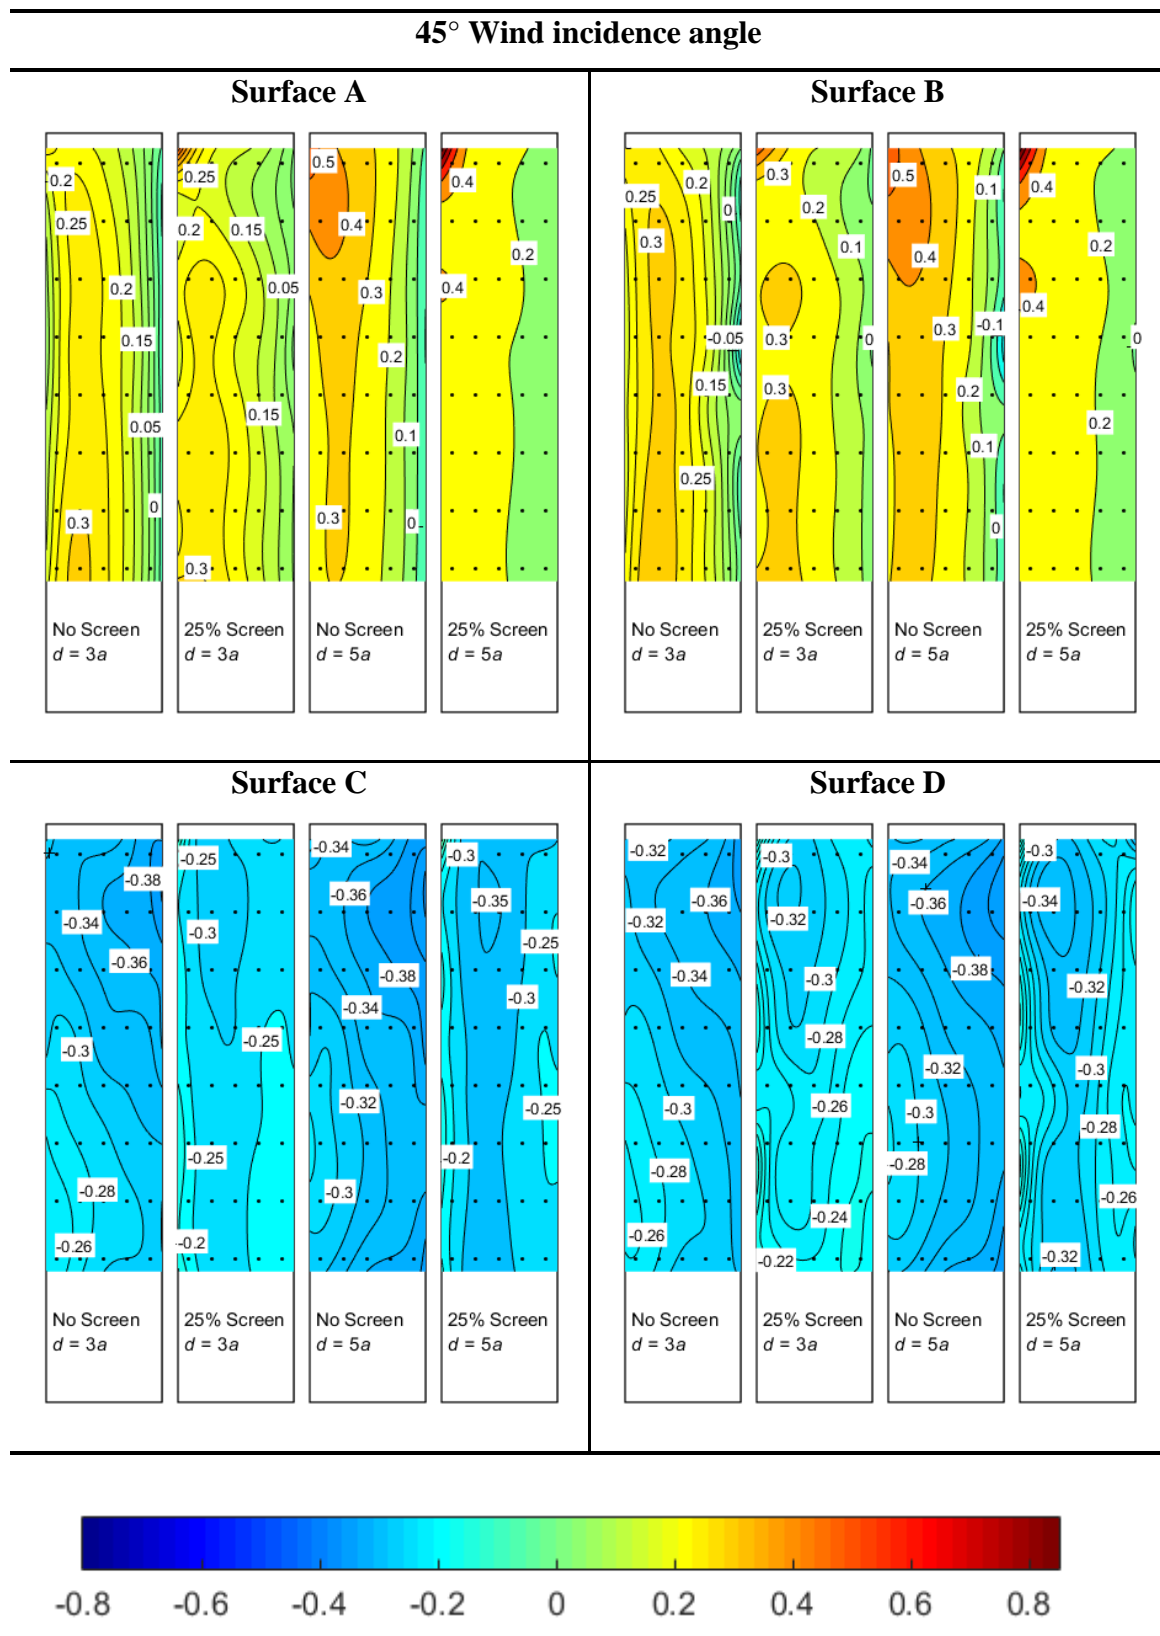 45° Wind incidence angle
Surface A
Surface B
0.2
0.25
0.2
0.15
0.05
0
0.3
No Screen
d = 3a
0.25
0.2
0.15
0.05
0.15
0.3
25% Screen
d = 3a
0.5
0.4
0.3
0.2
0.1
0.3
0
No Screen
d = 5a
0.4
0.2
0.4
25% Screen
d = 5a
0.2
0.25
0
0.3
-0.05
0.15
0.25
No Screen
d = 3a
0.3
0.2
0.1
0.3
0
0.3
25% Screen
d = 3a
0.5
0.1
0.4
0.3
-0.1
0.2
0.1
0
No Screen
d = 5a
0.4
0.2
0.4
0
0.2
25% Screen
d = 5a
Surface C
Surface D
-0.38
-0.34
-0.36
-0.3
-0.28
-0.26
No Screen
d = 3a
-0.25
-0.3
-0.25
-0.25
-0.2
25% Screen
d = 3a
-0.34
-0.36
-0.38
-0.34
-0.32
-0.3
No Screen
d = 5a
-0.3
-0.35
-0.25
-0.3
-0.25
-0.2
25% Screen
d = 5a
-0.32
-0.36
-0.32
-0.34
-0.3
-0.28
-0.26
No Screen
d = 3a
-0.3
-0.32
-0.3
-0.28
-0.26
-0.24
-0.22
25% Screen
d = 3a
-0.34
-0.36
-0.38
-0.32
-0.3
-0.28
No Screen
d = 5a
-0.3
-0.34
-0.32
-0.3
-0.28
-0.26
-0.32
25% Screen
d = 5a
-0.8 -0.6 -0.4 -0.2 0 0.2 0.4 0.6 0.8